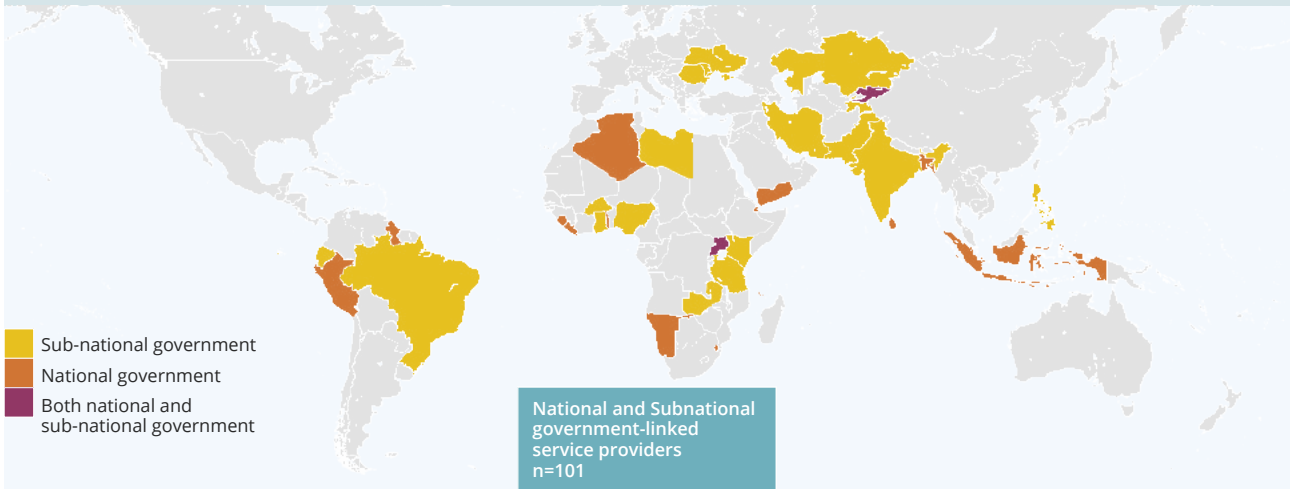 Sub-national government
National government
Both national and
sub-national government
National and Subnational
government-linked
service providers
n=101